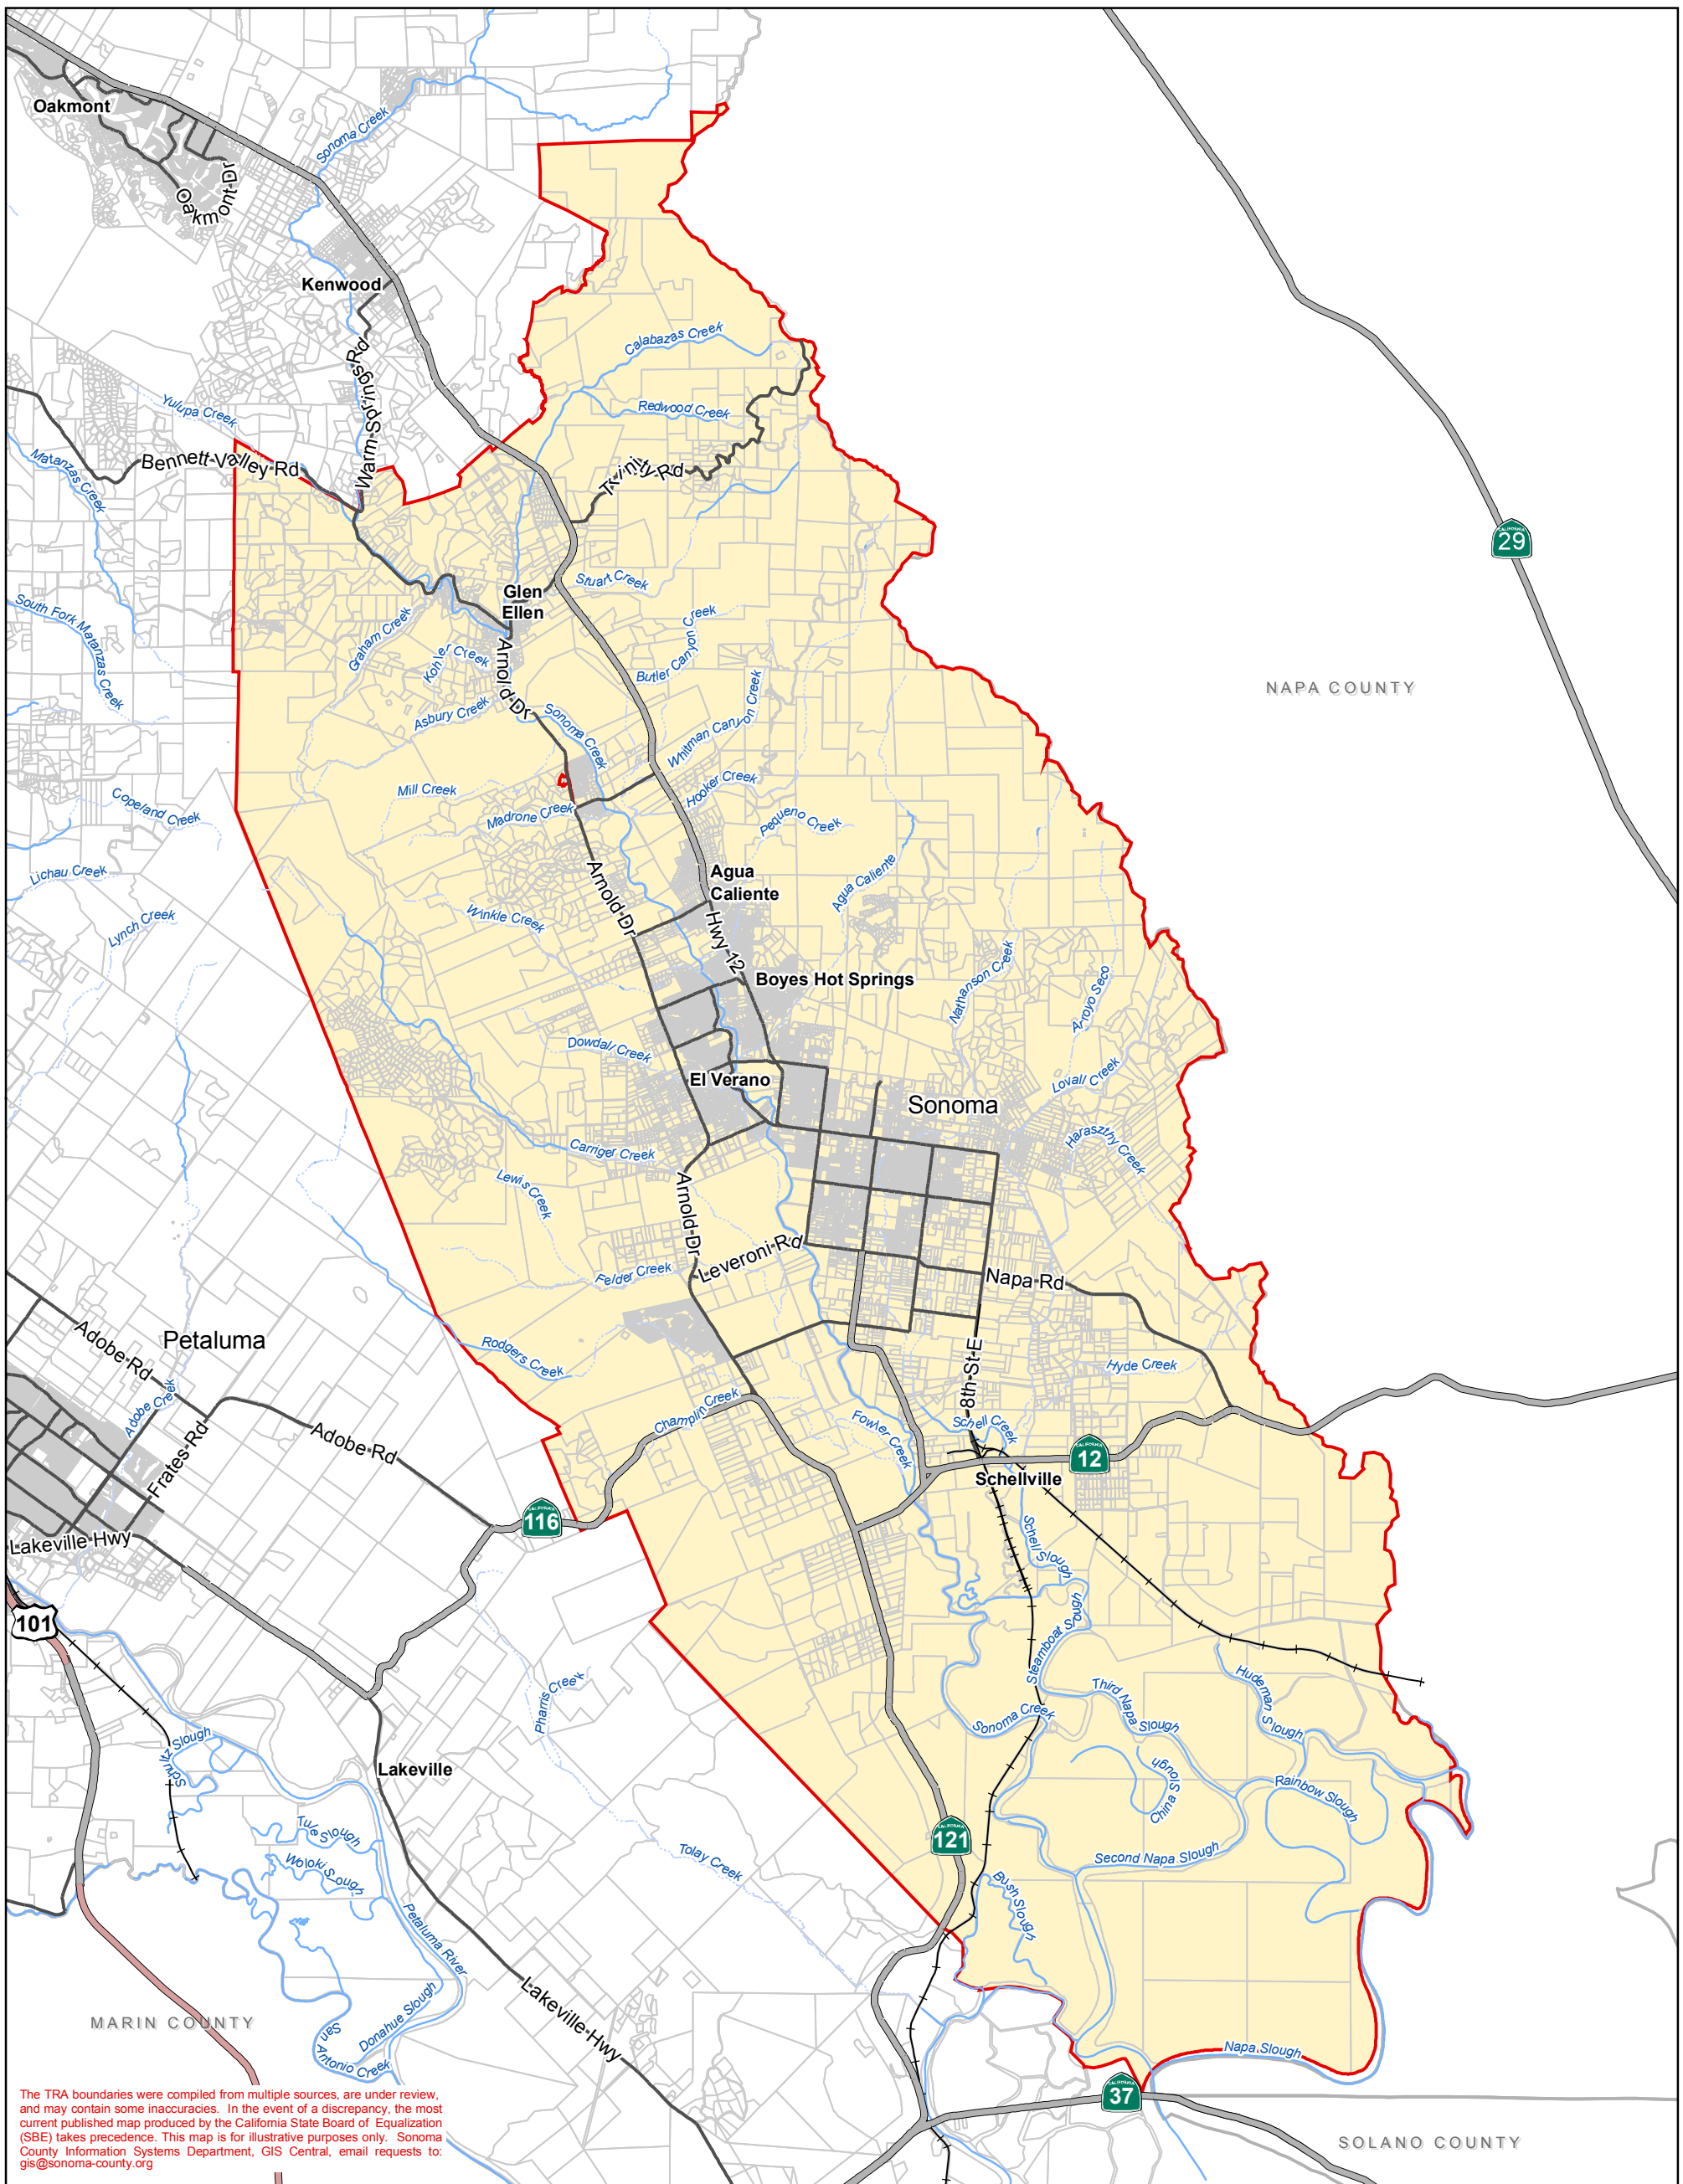 Oakmont
Sonoma Creek
Oakmont Dr
Kenwood
Calabazas Creek
Warm Springs Rd
Redwood Creek
Yulupa Creek
Matanzas Creek
Bennett Valley Rd
Trinity Rd
29
Stuart Creek
Glen
Ellen
South Fork Matanzas Creek
Graham Creek
Kohler Creek
Butler Canyon Creek
Arnold Dr
NAPA COUNTY
Asbury Creek
Sonoma Creek
Whitman Canyon Creek
Mill Creek
Hooker Creek
Copeland Creek
Madrone Creek
Pequeno Creek
Lichau Creek
Agua
Caliente
Agua Caliente
Arnold Dr
Winkle Creek
Lynch Creek
Hwy 12
Boyes Hot Springs
Nathanson Creek
Arroyo Seco
Dowdall Creek
El Verano
Lovall Creek
Sonoma
Haraszthy Creek
Carriger Creek
Lewis Creek
Arnold Dr
Leveroni Rd
Felder Creek
Napa Rd
Petaluma
Adobe Rd
Rodgers Creek
8th St E
Hyde Creek
Adobe Creek
Champlin Creek
Frates Rd
Adobe Rd
Fowler Creek
Schell Creek
12
Schellville
116
Lakeville Hwy
Schell Slough
101
Steamboat Slough
Pharris Creek
Third Napa Slough
Hudeman Slough
Sonoma Creek
Schultz Slough
Lakeville
China Slough
Rainbow Slough
Tule Slough
121
Tolay Creek
Second Napa Slough
Woloki Slough
Bush Slough
Petaluma River
Donahue Slough
Lakeville Hwy
MARIN COUNTY
San Antonio Creek
Napa Slough
37
SOLANO COUNTY
The TRA boundaries were compiled from multiple sources, are under review,
and may contain some inaccuracies. In the event of a discrepancy, the most
current published map produced by the California State Board of Equalization
(SBE) takes precedence. This map is for illustrative purposes only. Sonoma
County Information Systems Department, GIS Central, email requests to:
gis@sonoma-county.org